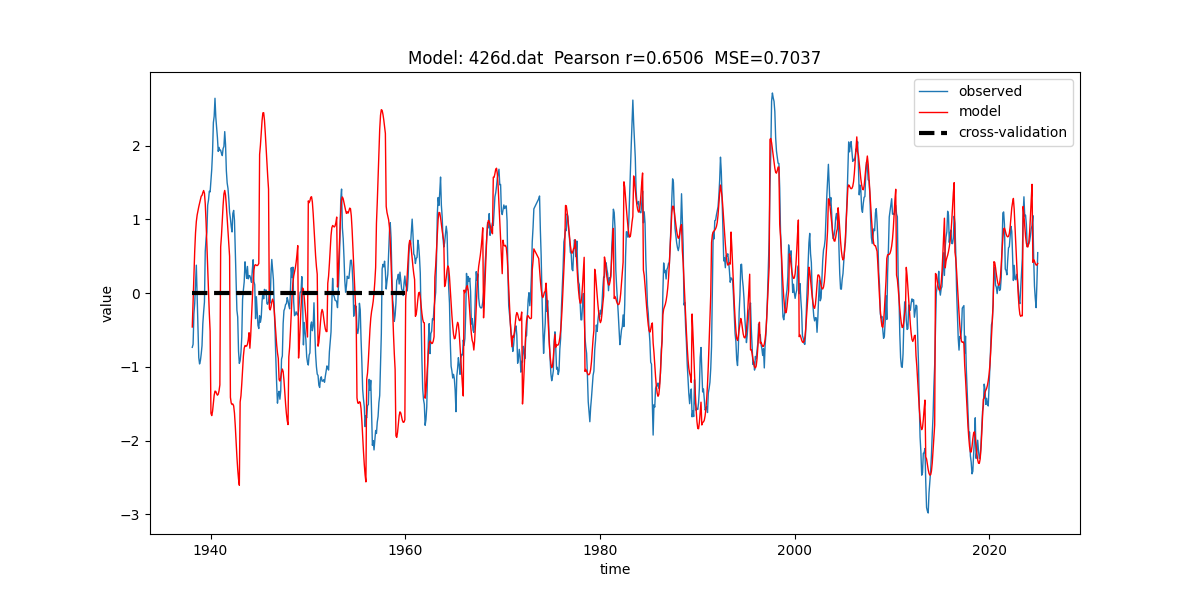 Model: 426d.dat  Pearson r=0.6506  MSE=0.7037
observed
model
cross-validation
value
2
1
0
−1
−2
−3
1940
1960
1980
2000
2020
time